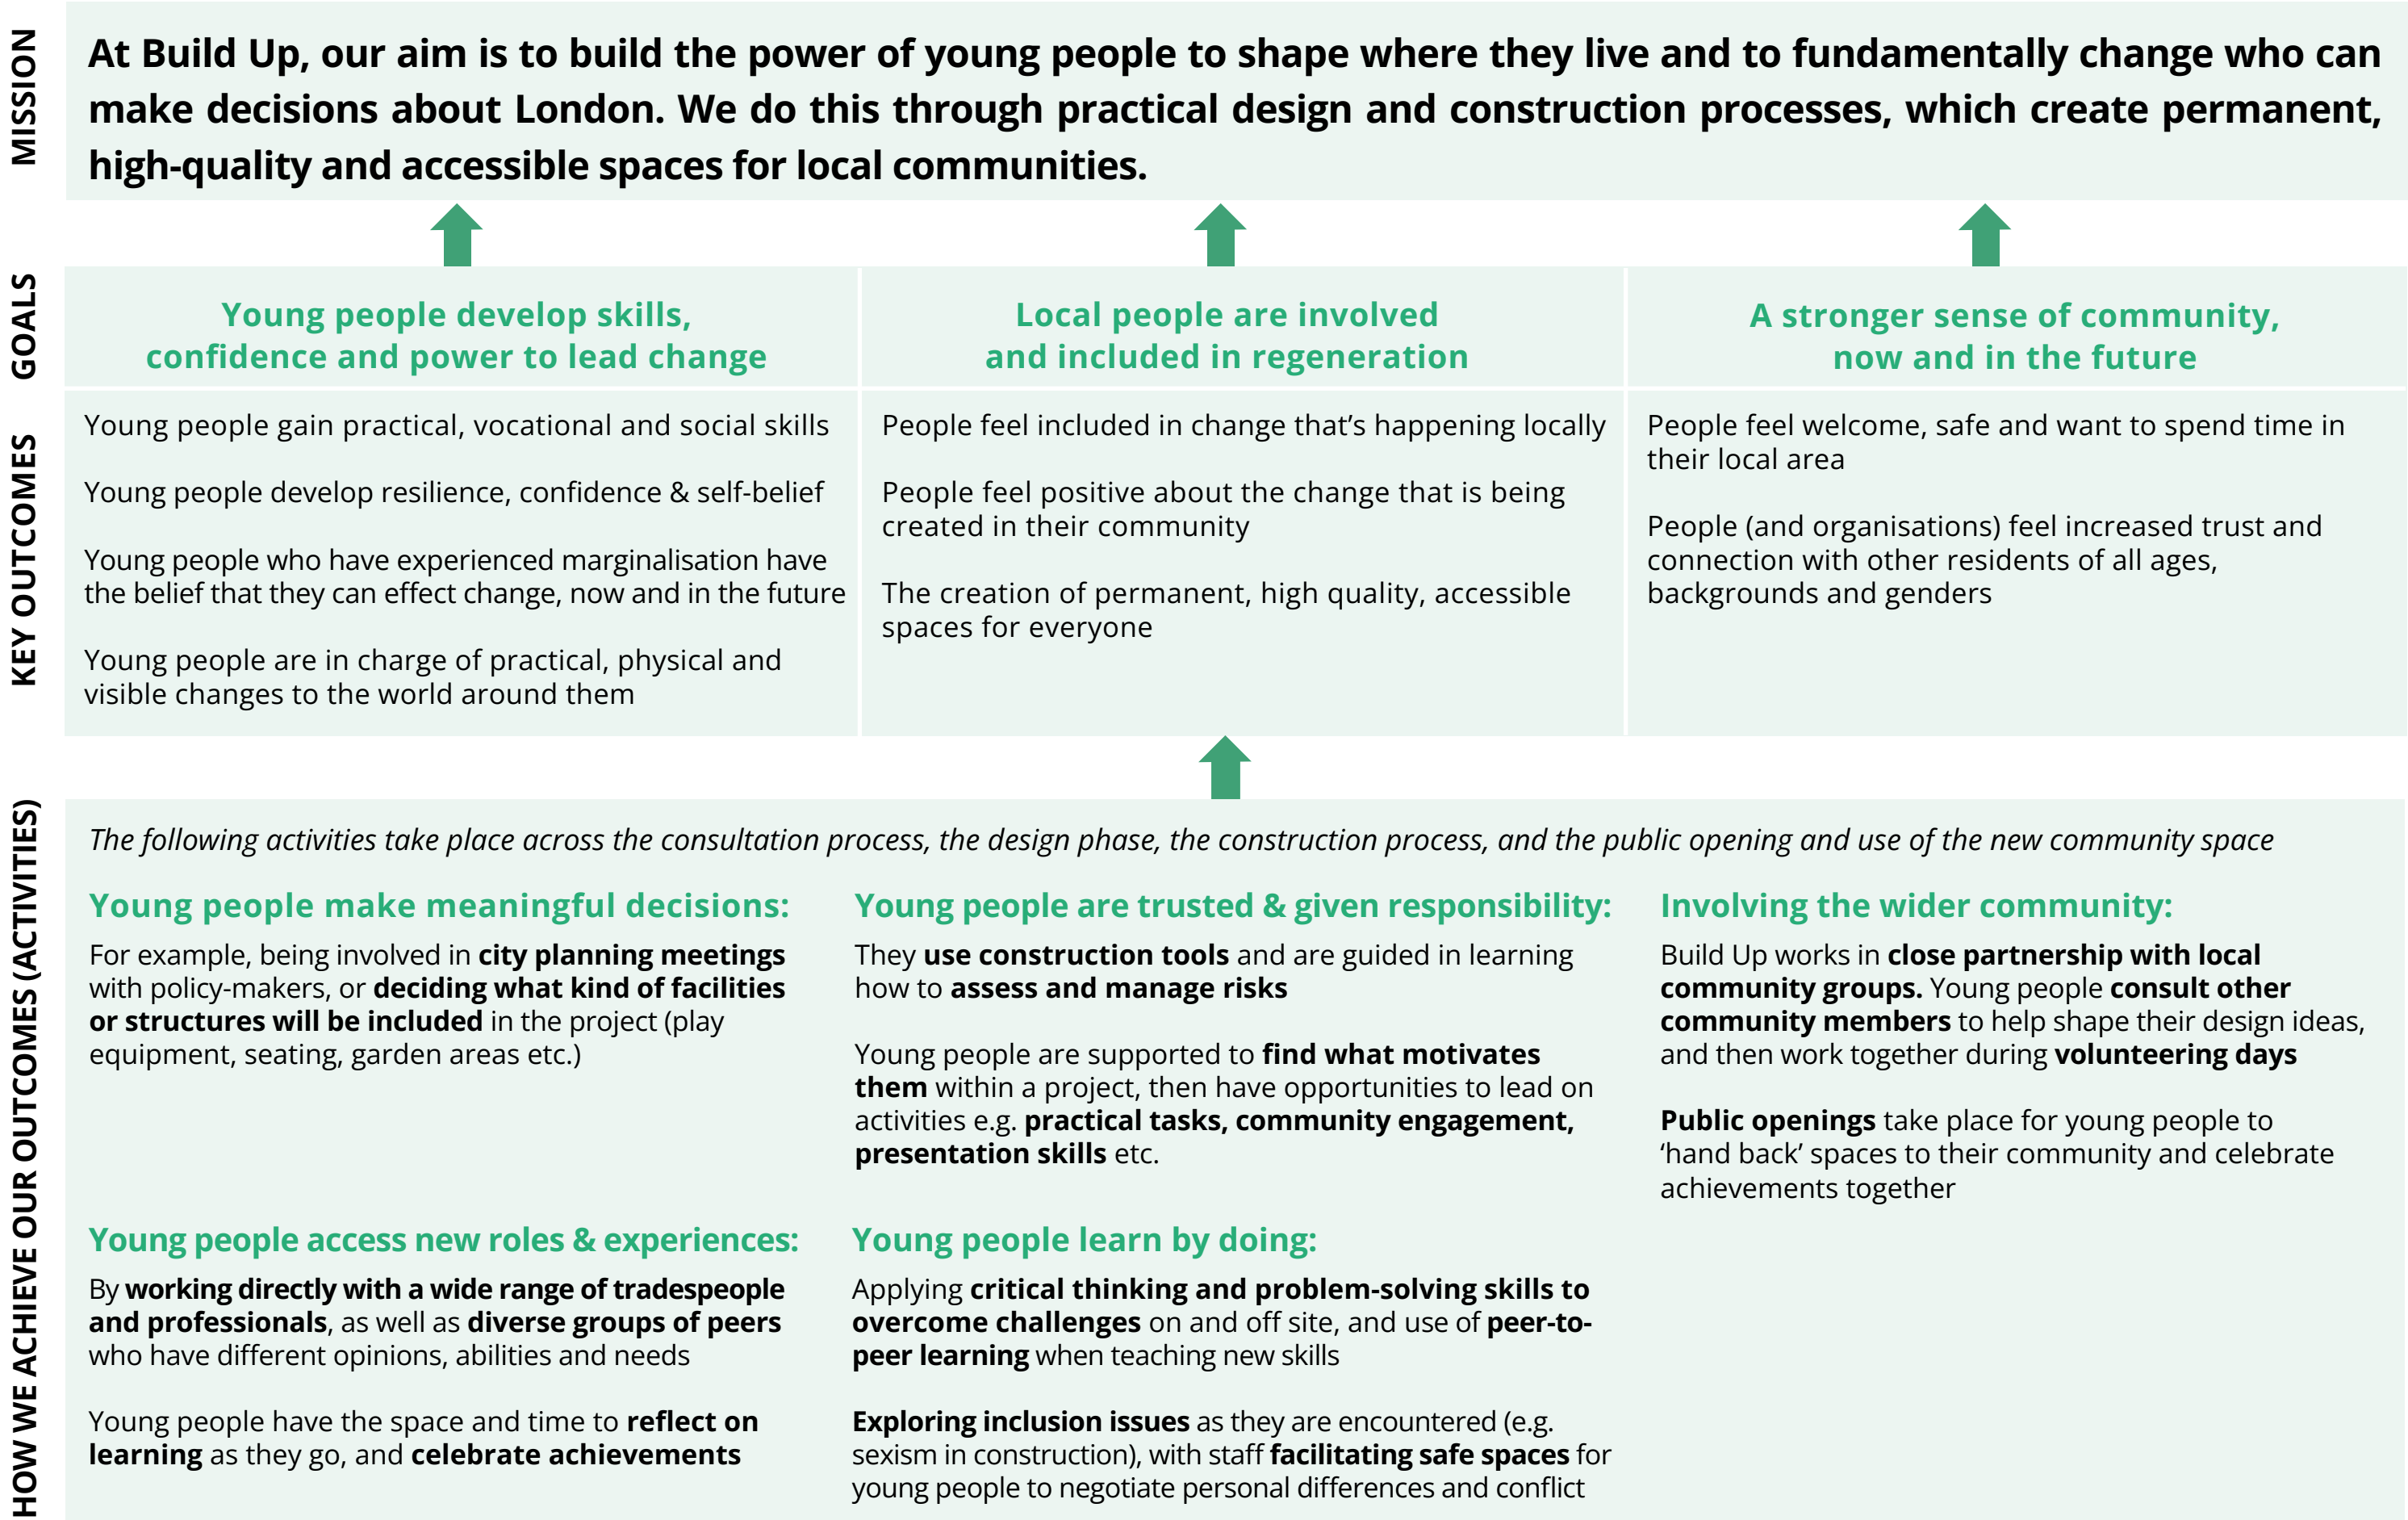 MISSION
At Build Up, our aim is to build the power of young people to shape where they live and to fundamentally change who can
make decisions about London. We do this through practical design and construction processes, which create permanent,
high-quality and accessible spaces for local communities.
GOALS
Young people develop skills,
confidence and power to lead change
Local people are involved
and included in regeneration
A stronger sense of community,
now and in the future
KEY OUTCOMES
Young people gain practical, vocational and social skills
Young people develop resilience, confidence & self-belief
Young people who have experienced marginalisation have
the belief that they can effect change, now and in the future
Young people are in charge of practical, physical and
visible changes to the world around them
People feel included in change that’s happening locally
People feel positive about the change that is being
created in their community
The creation of permanent, high quality, accessible
spaces for everyone
People feel welcome, safe and want to spend time in
their local area
People (and organisations) feel increased trust and
connection with other residents of all ages,
backgrounds and genders
HOW WE ACHIEVE OUR OUTCOMES (ACTIVITIES)
The following activities take place across the consultation process, the design phase, the construction process, and the public opening and use of the new community space
Young people make meaningful decisions:
For example, being involved in city planning meetings
with policy-makers, or deciding what kind of facilities
or structures will be included in the project (play
equipment, seating, garden areas etc.)
Young people are trusted & given responsibility:
They use construction tools and are guided in learning
how to assess and manage risks
Young people are supported to find what motivates
them within a project, then have opportunities to lead on
activities e.g. practical tasks, community engagement,
presentation skills etc.
Involving the wider community:
Build Up works in close partnership with local
community groups. Young people consult other
community members to help shape their design ideas,
and then work together during volunteering days
Public openings take place for young people to
‘hand back’ spaces to their community and celebrate
achievements together
Young people access new roles & experiences:
By working directly with a wide range of tradespeople
and professionals, as well as diverse groups of peers
who have different opinions, abilities and needs
Young people have the space and time to reflect on
learning as they go, and celebrate achievements
Young people learn by doing:
Applying critical thinking and problem-solving skills to
overcome challenges on and off site, and use of peer-to-
peer learning when teaching new skills
Exploring inclusion issues as they are encountered (e.g.
sexism in construction), with staff facilitating safe spaces for
young people to negotiate personal differences and conflict